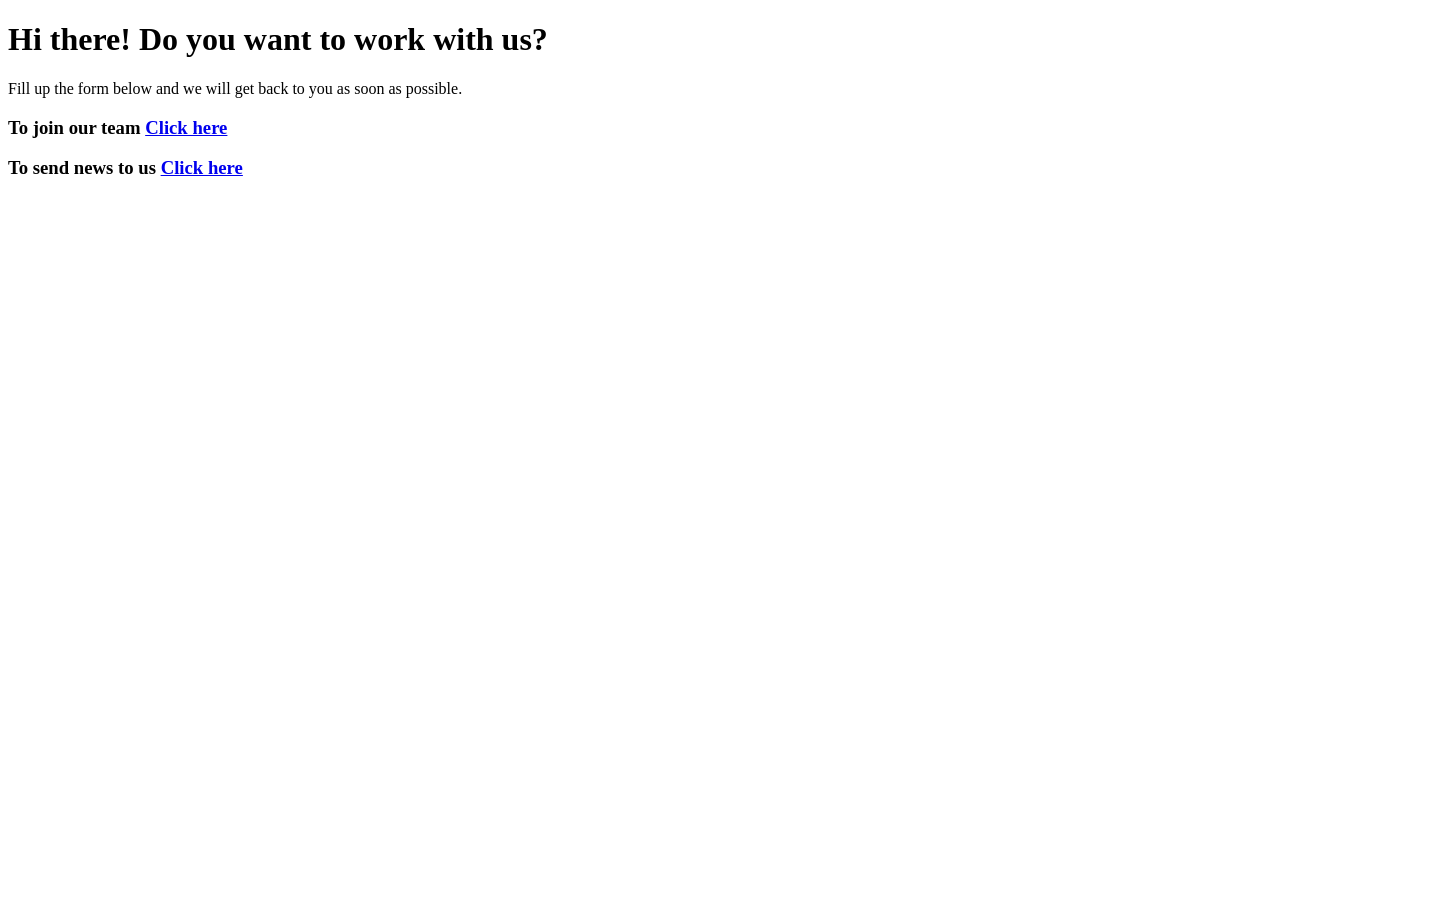 Hi there! Do you want to work with us?
Fill up the form below and we will get back to you as soon as possible.
To join our team Click here
To send news to us Click here